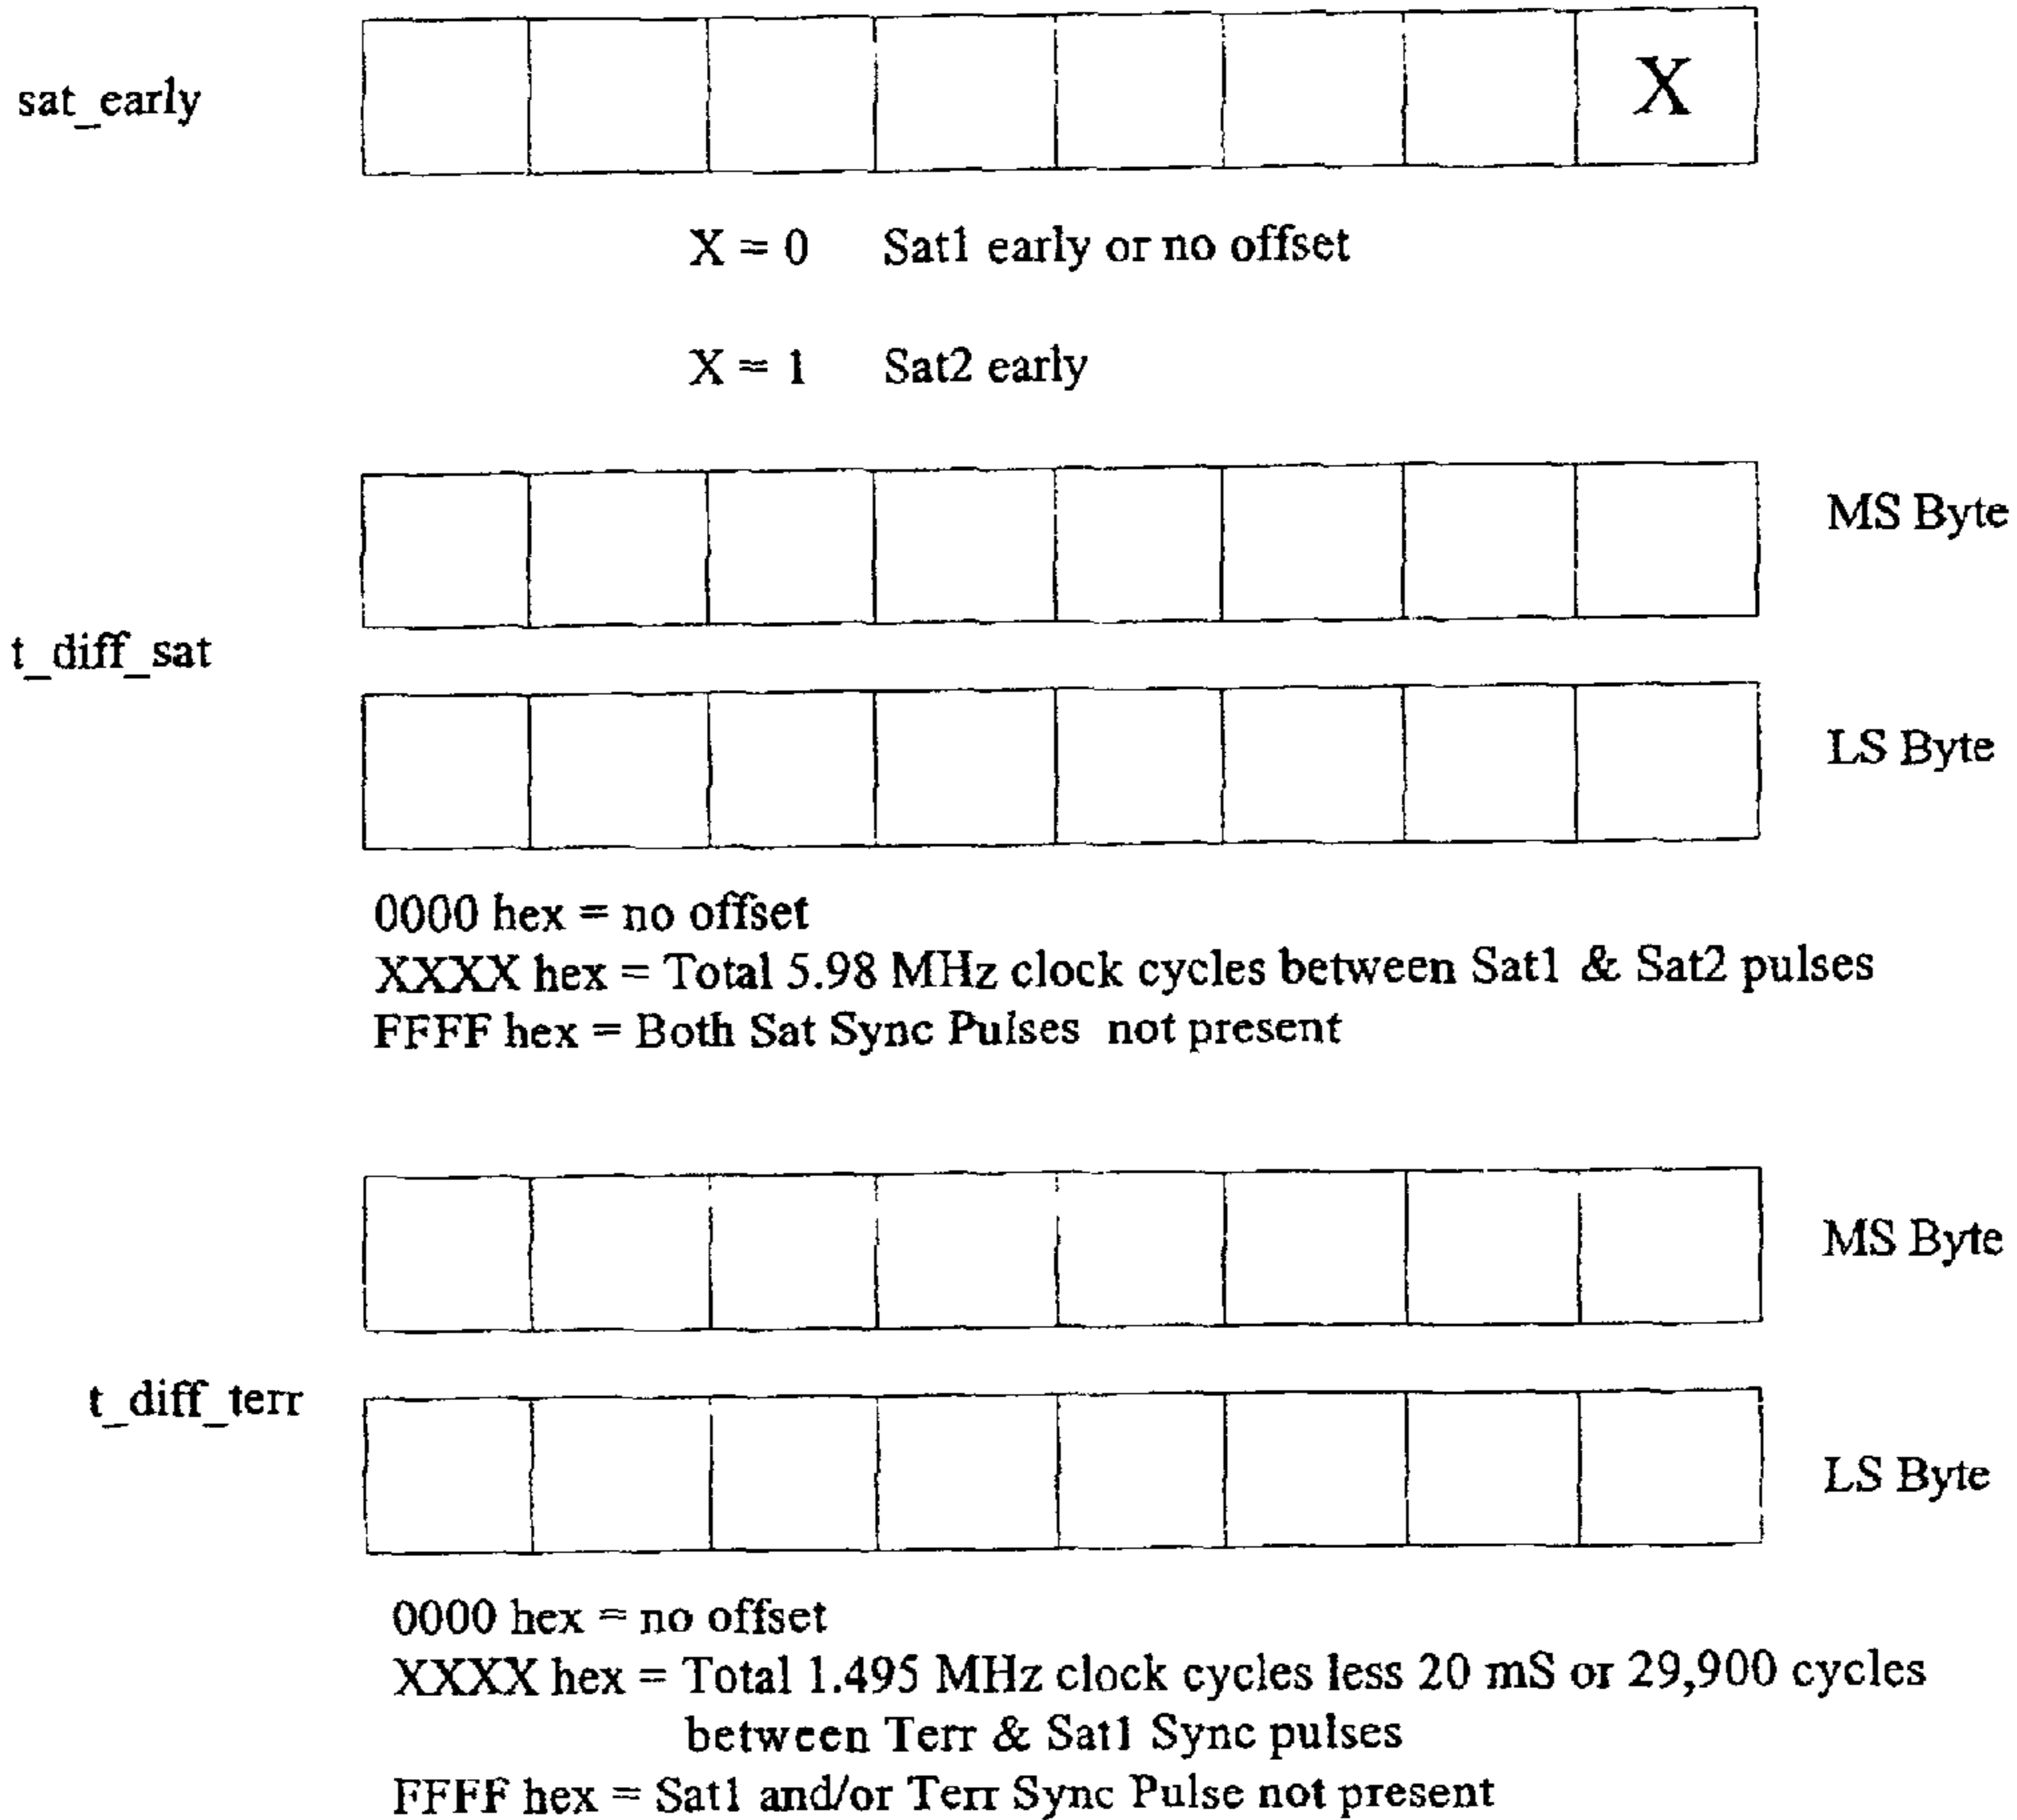 sat_early
X
X = 0 Sat1 early or no offset
X = 1 Sat2 early
MS Byte
t_diff_sat
LS Byte
0000 hex = no offset
XXXX hex = Total 5.98 MHz clock cycles between Sat1 & Sat2 pulses
FFFF hex = Both Sat Sync Pulses not present
MS Byte
t_diff_terr
LS Byte
0000 hex = no offset
XXXX hex = Total 1.495 MHz clock cycles less 20 mS or 29,900 cycles
between Terr & Sat1 Sync pulses
FFFF hex = Sat1 and/or Terr Sync Pulse not present